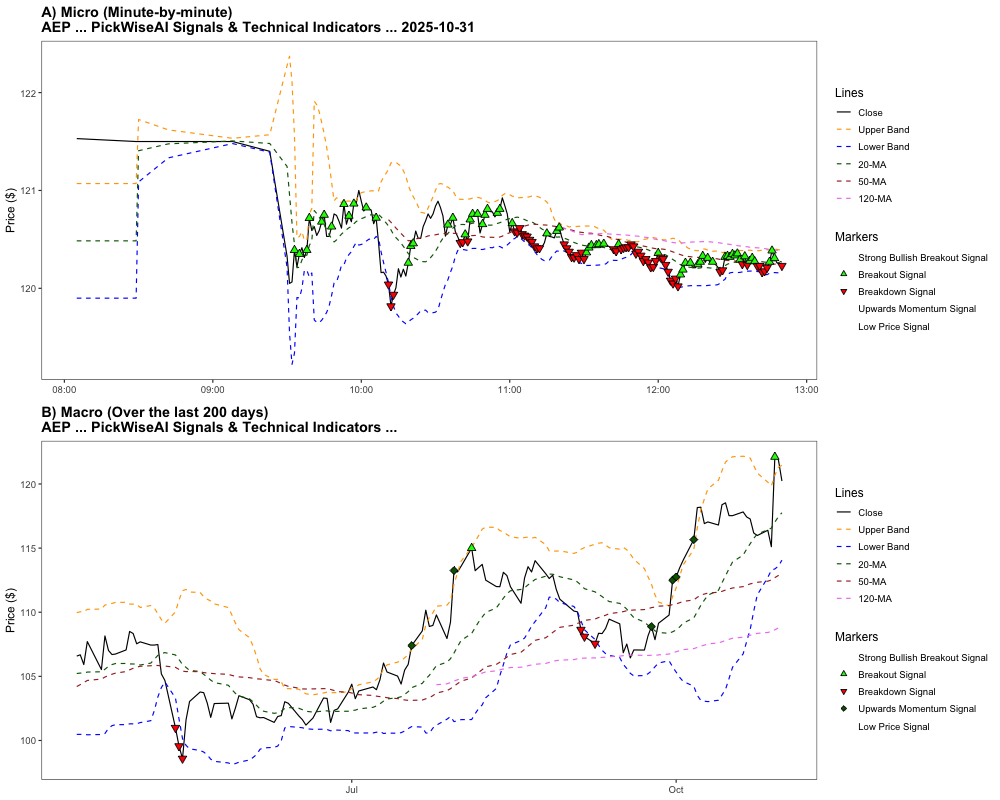 A) Micro (Minute-by-minute)
AEP ... PickWiseAI Signals & Technical Indicators ... 2025-10-31
Price ($)
122
121
120
08:00
09:00
10:00
11:00
12:00
13:00
Lines
Close
Upper Band
Lower Band
20-MA
50-MA
120-MA
Markers
Strong Bullish Breakout Signal
Breakout Signal
Breakdown Signal
Upwards Momentum Signal
Low Price Signal
B) Macro (Over the last 200 days)
AEP ... PickWiseAI Signals & Technical Indicators ...
Price ($)
120
115
110
105
100
Jul
Oct
Lines
Close
Upper Band
Lower Band
20-MA
50-MA
120-MA
Markers
Strong Bullish Breakout Signal
Breakout Signal
Breakdown Signal
Upwards Momentum Signal
Low Price Signal